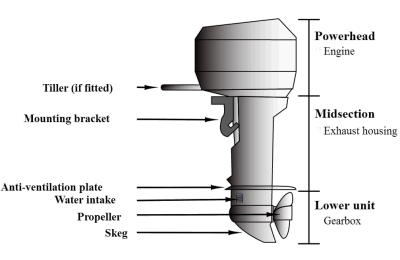 Powerhead
Engine
Tiller (if fitted)
Mounting bracket
Midsection
Exhaust housing
Anti-ventilation plate
Water intake
Propeller
Skeg
Lower unit
Gearbox